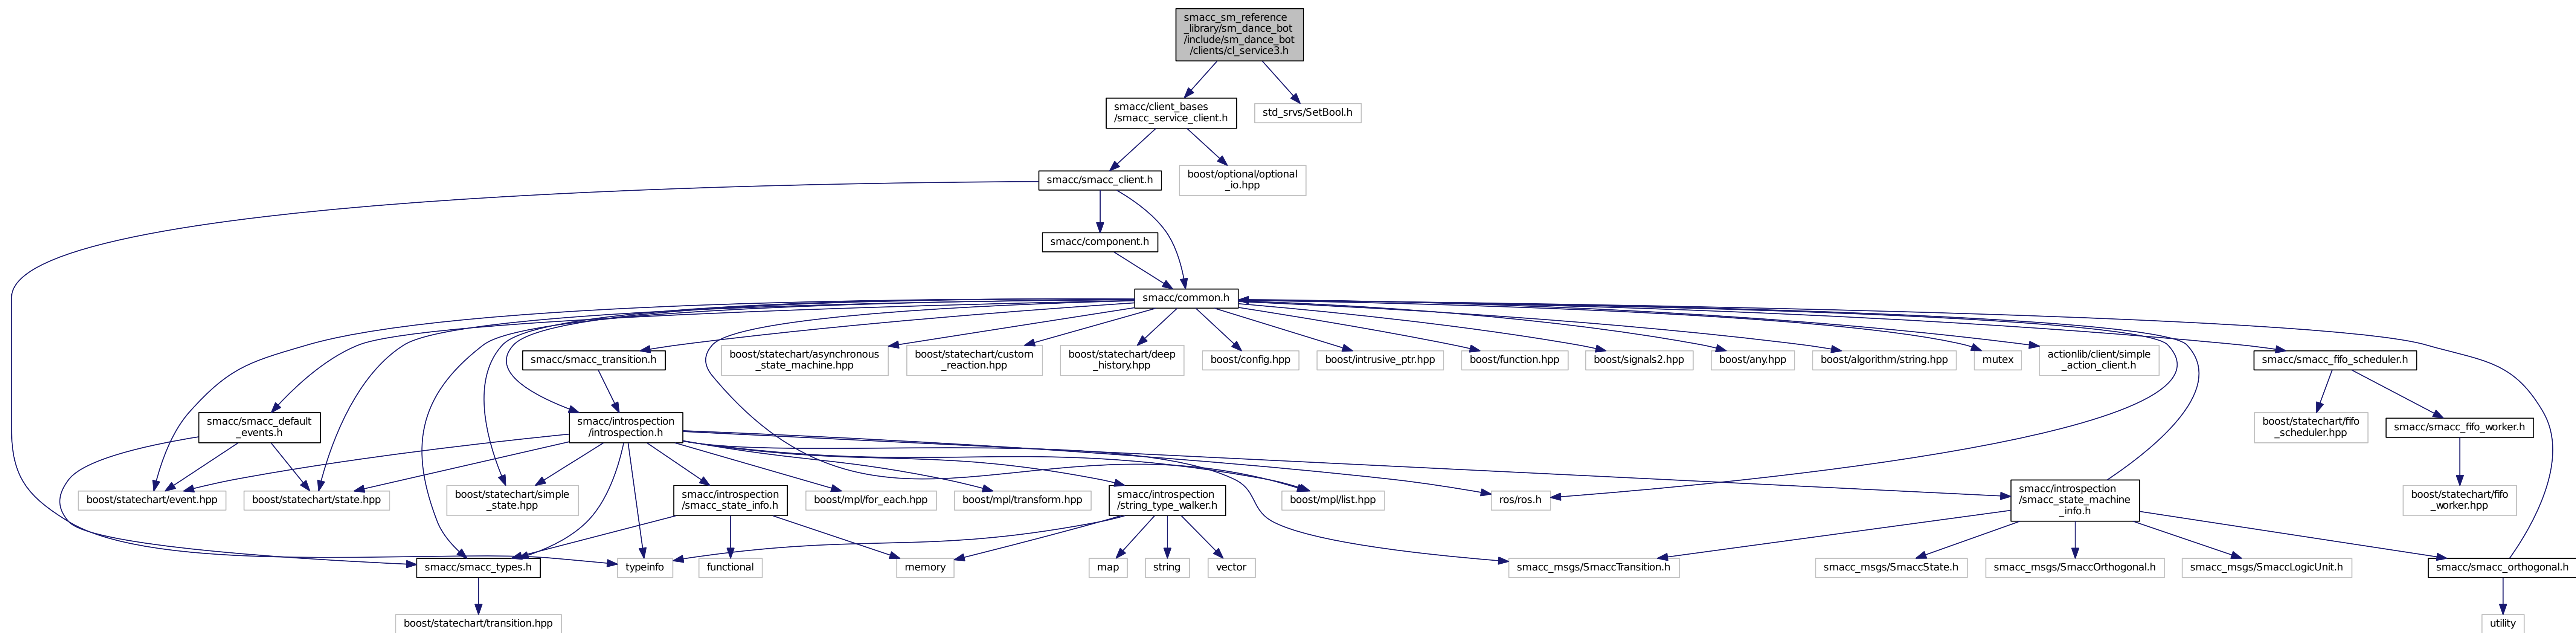 smacc_sm_reference
_library/sm_dance_bot
/include/sm_dance_bot
/clients/cl_service3.h
smacc/client_bases
/smacc_service_client.h
std_srvs/SetBool.h
smacc/smacc_client.h
boost/optional/optional
_io.hpp
smacc/component.h
smacc/common.h
smacc/smacc_transition.h
boost/statechart/asynchronous
_state_machine.hpp
boost/statechart/custom
_reaction.hpp
boost/statechart/deep
_history.hpp
boost/config.hpp
boost/intrusive_ptr.hpp
boost/function.hpp
boost/signals2.hpp
boost/any.hpp
boost/algorithm/string.hpp
mutex
actionlib/client/simple
_action_client.h
smacc/smacc_fifo_scheduler.h
smacc/smacc_default
_events.h
smacc/introspection
/introspection.h
boost/statechart/fifo
_scheduler.hpp
smacc/smacc_fifo_worker.h
boost/statechart/event.hpp
boost/statechart/state.hpp
boost/statechart/simple
_state.hpp
smacc/introspection
/smacc_state_info.h
boost/mpl/for_each.hpp
boost/mpl/transform.hpp
smacc/introspection
/string_type_walker.h
boost/mpl/list.hpp
ros/ros.h
smacc/introspection
/smacc_state_machine
_info.h
boost/statechart/fifo
_worker.hpp
smacc/smacc_types.h
typeinfo
functional
memory
map
string
vector
smacc_msgs/SmaccTransition.h
smacc_msgs/SmaccState.h
smacc_msgs/SmaccOrthogonal.h
smacc_msgs/SmaccLogicUnit.h
smacc/smacc_orthogonal.h
boost/statechart/transition.hpp
utility